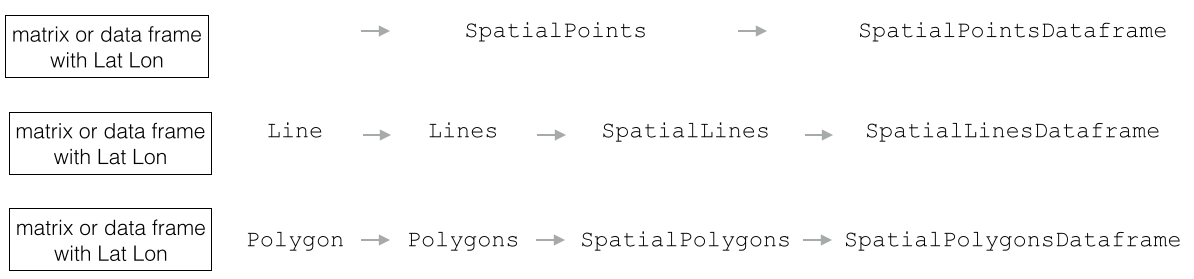 matrix or data frame
with Lat Lon
SpatialPoints
SpatialPointsDataframe
matrix or data frame
with Lat Lon
Line
Lines
SpatialLines
SpatialLinesDataframe
matrix or data frame
with Lat Lon
Polygon
Polygons
SpatialPolygons
SpatialPolygonsDataframe